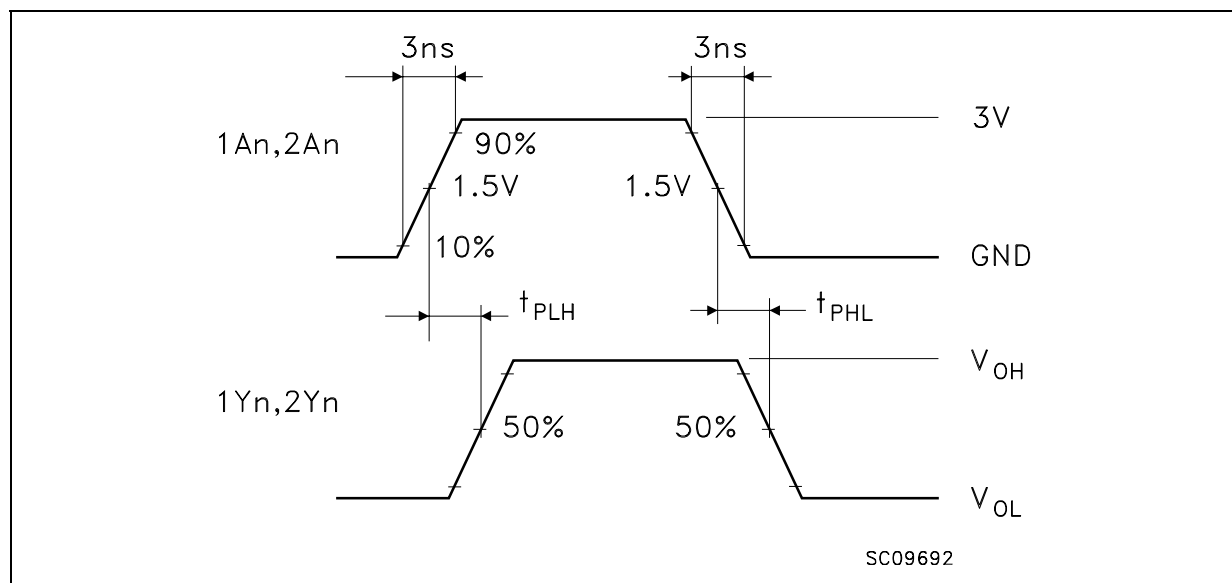 3ns 3ns
3V
1An,2An 90%
1.5V 1.5V
10% GND
tPLH tPHL
VOH
1Yn,2Yn
50% 50%
VOL
SC09692